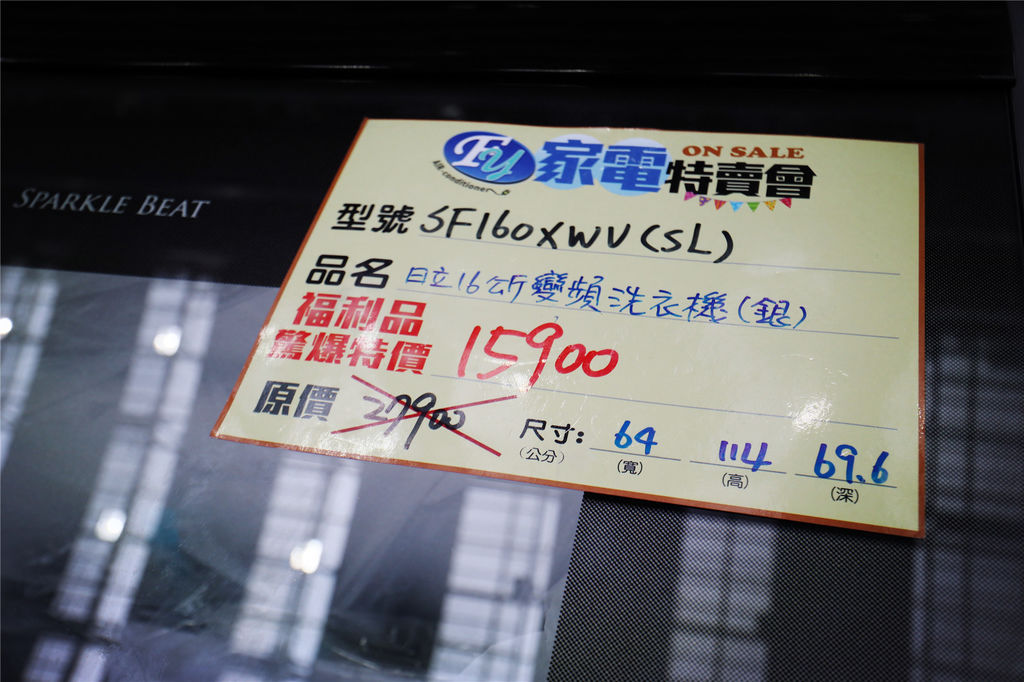 SPARKLE BEAT
FY
Air-conditioner
家電特賣會
ON SALE
型號 SF160XWV(SL)
品名 日立16公斤變頻洗衣機(銀)
福利品
驚爆特價 15900
原價 27900
尺寸: 64 114 69.6
(公分) (寬) (高) (深)